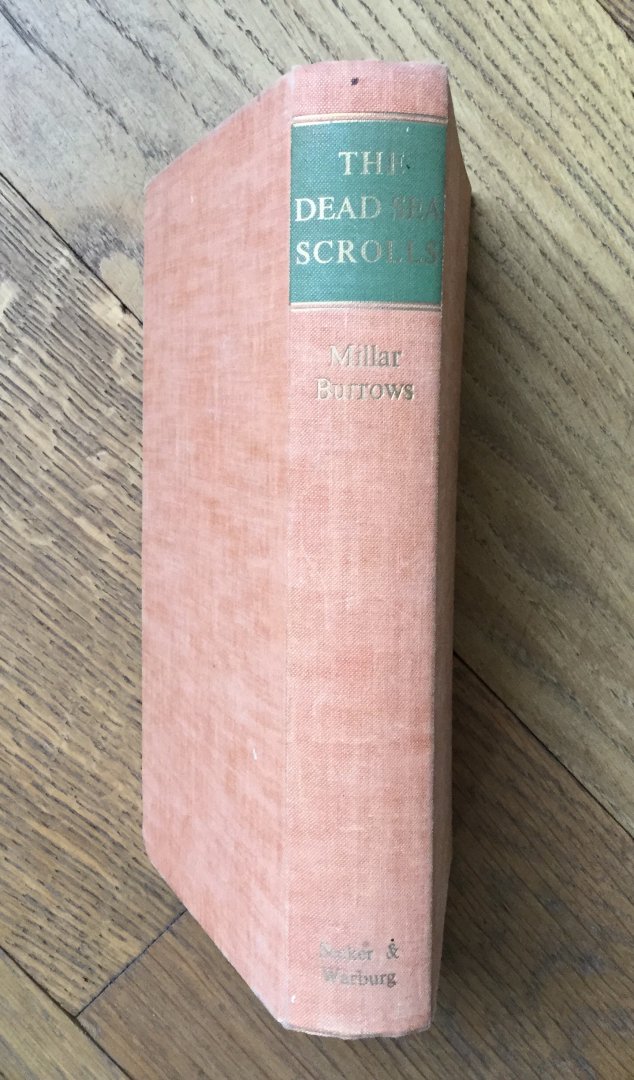 THE
DEAD SEA
SCROLLS
Millar
Burrows
Secker &
Warburg